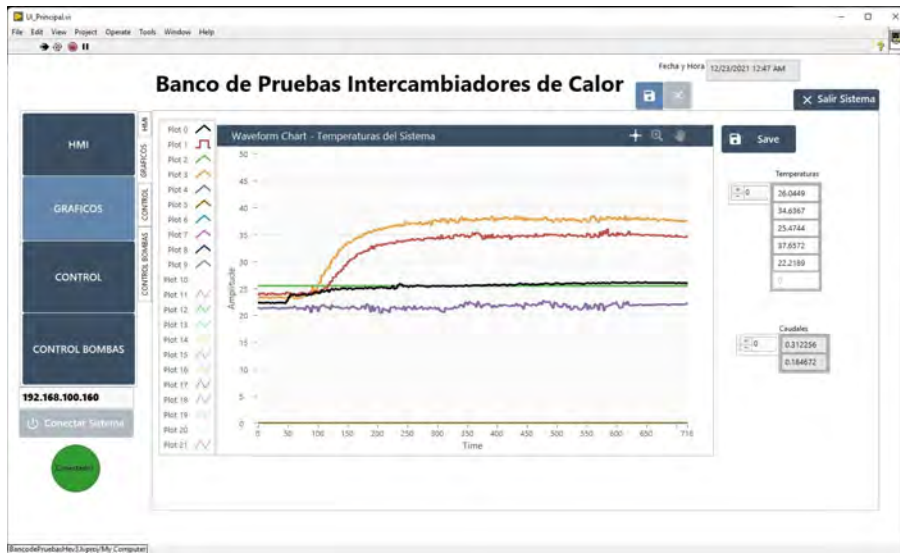 UI_Principal.vi
File Edit View Project Operate Tools Window Help
Fecha y Hora 12/23/2021 12:47 AM
Banco de Pruebas Intercambiadores de Calor
Salir Sistema
HMI
GRAFICOS
CONTROL
CONTROL BOMBAS
192.168.100.160
Conectar Sistema
Conectado!
HMI
GRAFICOS
CONTROL
CONTROL BOMBAS
Plot 0
Plot 1
Plot 2
Plot 3
Plot 4
Plot 5
Plot 6
Plot 7
Plot 8
Plot 9
Plot 10
Plot 11
Plot 12
Plot 13
Plot 14
Plot 15
Plot 16
Plot 17
Plot 18
Plot 19
Plot 20
Plot 21
Waveform Chart - Temperaturas del Sistema
Amplitude
50
45
40
35
30
25
20
15
10
5
0
0 50 100 150 200 250 300 350 400 450 500 550 600 650 710
Time
Save
Temperaturas
0
26.0449
34.6367
25.4744
37.6572
22.2189
0
Caudales
0
0.312256
0.184672